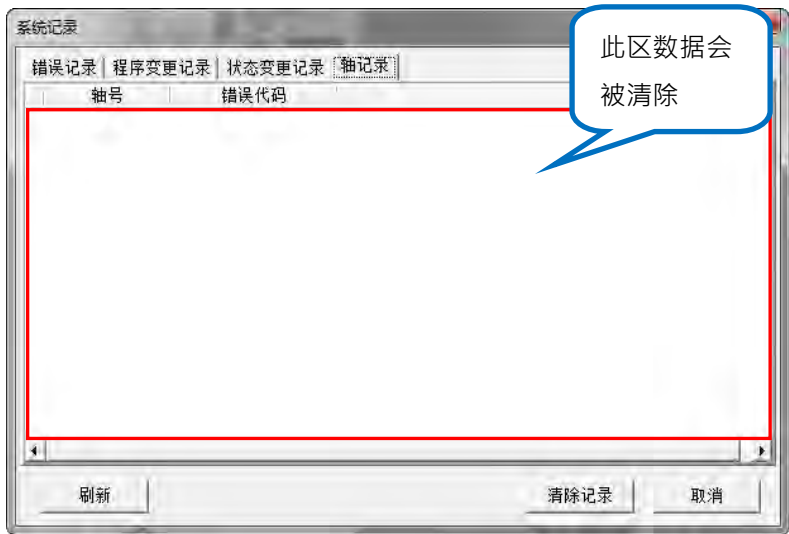 系统记录
此区数据会
被清除
错误记录 程序变更记录 状态变更记录 轴记录
轴号 错误代码
刷新 清除记录 取消